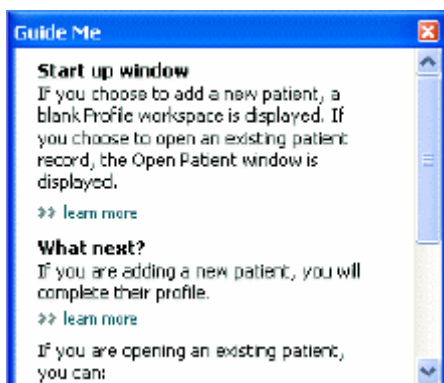 Guide Me
Start up window
If you choose to add a new patient, a
blank Profile workspace is displayed. If
you choose to open an existing patient
record, the Open Patient window is
displayed.
>> learn more
What next?
If you are adding a new patient, you will
complete their profile.
>> learn more
If you are opening an existing patient,
you can: